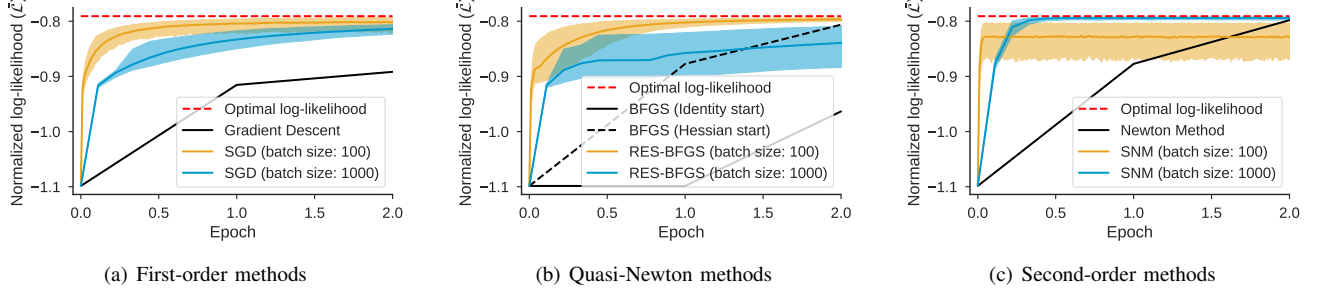 Normalized log-likelihood (ℒ̄)
−0.8
−0.9
−1.0
−1.1
Optimal log-likelihood
Gradient Descent
SGD (batch size: 100)
SGD (batch size: 1000)
0.0 0.5 1.0 1.5 2.0
Epoch
(a) First-order methods
Normalized log-likelihood (ℒ̄)
−0.8
−0.9
−1.0
−1.1
Optimal log-likelihood
BFGS (Identity start)
BFGS (Hessian start)
RES-BFGS (batch size: 100)
RES-BFGS (batch size: 1000)
0.0 0.5 1.0 1.5 2.0
Epoch
(b) Quasi-Newton methods
Normalized log-likelihood (ℒ̄)
−0.8
−0.9
−1.0
−1.1
Optimal log-likelihood
Newton Method
SNM (batch size: 100)
SNM (batch size: 1000)
0.0 0.5 1.0 1.5 2.0
Epoch
(c) Second-order methods